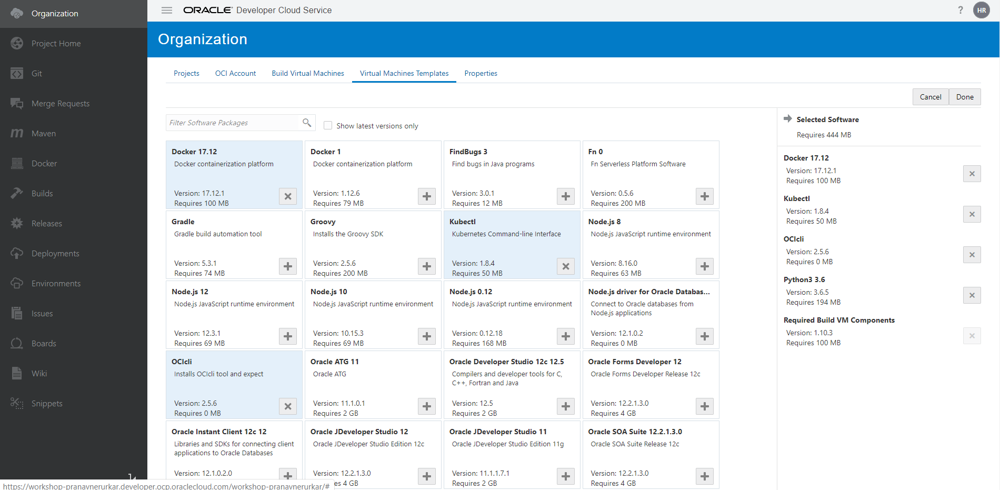 Organization
Project Home
Git
Merge Requests
Maven
Docker
Builds
Releases
Deployments
Environments
Issues
Boards
Wiki
Snippets
ORACLE Developer Cloud Service
?
HR
Organization
Projects
OCI Account
Build Virtual Machines
Virtual Machines Templates
Properties
Cancel
Done
Filter Software Packages
Show latest versions only
Docker 17.12
Docker containerization platform
Version: 17.12.1
Requires 100 MB
Docker 1
Docker containerization platform
Version: 1.12.6
Requires 79 MB
FindBugs 3
Find bugs in Java programs
Version: 3.0.1
Requires 12 MB
Fn 0
Fn Serverless Platform Software
Version: 0.5.6
Requires 200 MB
Gradle
Gradle build automation tool
Version: 5.3.1
Requires 74 MB
Groovy
Installs the Groovy SDK
Version: 2.5.6
Requires 200 MB
Kubectl
Kubernetes Command-line Interface
Version: 1.8.4
Requires 50 MB
Node.js 8
Node.js JavaScript runtime environment
Version: 8.16.0
Requires 63 MB
Node.js 12
Node.js JavaScript runtime environment
Version: 12.3.1
Requires 69 MB
Node.js 10
Node.js JavaScript runtime environment
Version: 10.15.3
Requires 69 MB
Node.js 0.12
Node.js JavaScript runtime environment
Version: 0.12.18
Requires 168 MB
Node.js driver for Oracle Databas...
Connect to Oracle databases from
Node.js applications
Version: 12.1.0.2
Requires 0 MB
OCIcli
Installs OCIcli tool and expect
Version: 2.5.6
Requires 0 MB
Oracle ATG 11
Oracle ATG
Version: 11.1.0.1
Requires 2 GB
Oracle Developer Studio 12c 12.5
Compilers and developer tools for C,
C++, Fortran and Java
Version: 12.5
Requires 2 GB
Oracle Forms Developer 12
Oracle Forms Developer Release 12c
Version: 12.2.1.3.0
Requires 4 GB
Oracle Instant Client 12c 12
Libraries and SDKs for connecting client
applications to Oracle Databases
Version: 12.1.0.2.0
Oracle JDeveloper Studio 12
Oracle JDeveloper Studio Edition 12c
Version: 12.2.1.3.0
es 4 GB
Oracle JDeveloper Studio 11
Oracle JDeveloper Studio Edition 11g
Version: 11.1.1.7.1
Requires 2 GB
Oracle SOA Suite 12.2.1.3.0
Oracle SOA Suite Release 12c
Version: 12.2.1.3.0
Requires 4 GB
Selected Software
Requires 444 MB
Docker 17.12
Version: 17.12.1
Requires 100 MB
Kubectl
Version: 1.8.4
Requires 50 MB
OCIcli
Version: 2.5.6
Requires 0 MB
Python3 3.6
Version: 3.6.5
Requires 194 MB
Required Build VM Components
Version: 1.10.3
Requires 100 MB
https://workshop-pranavnerurkar.developer.ocp.oraclecloud.com/workshop-pranavnerurkar/#